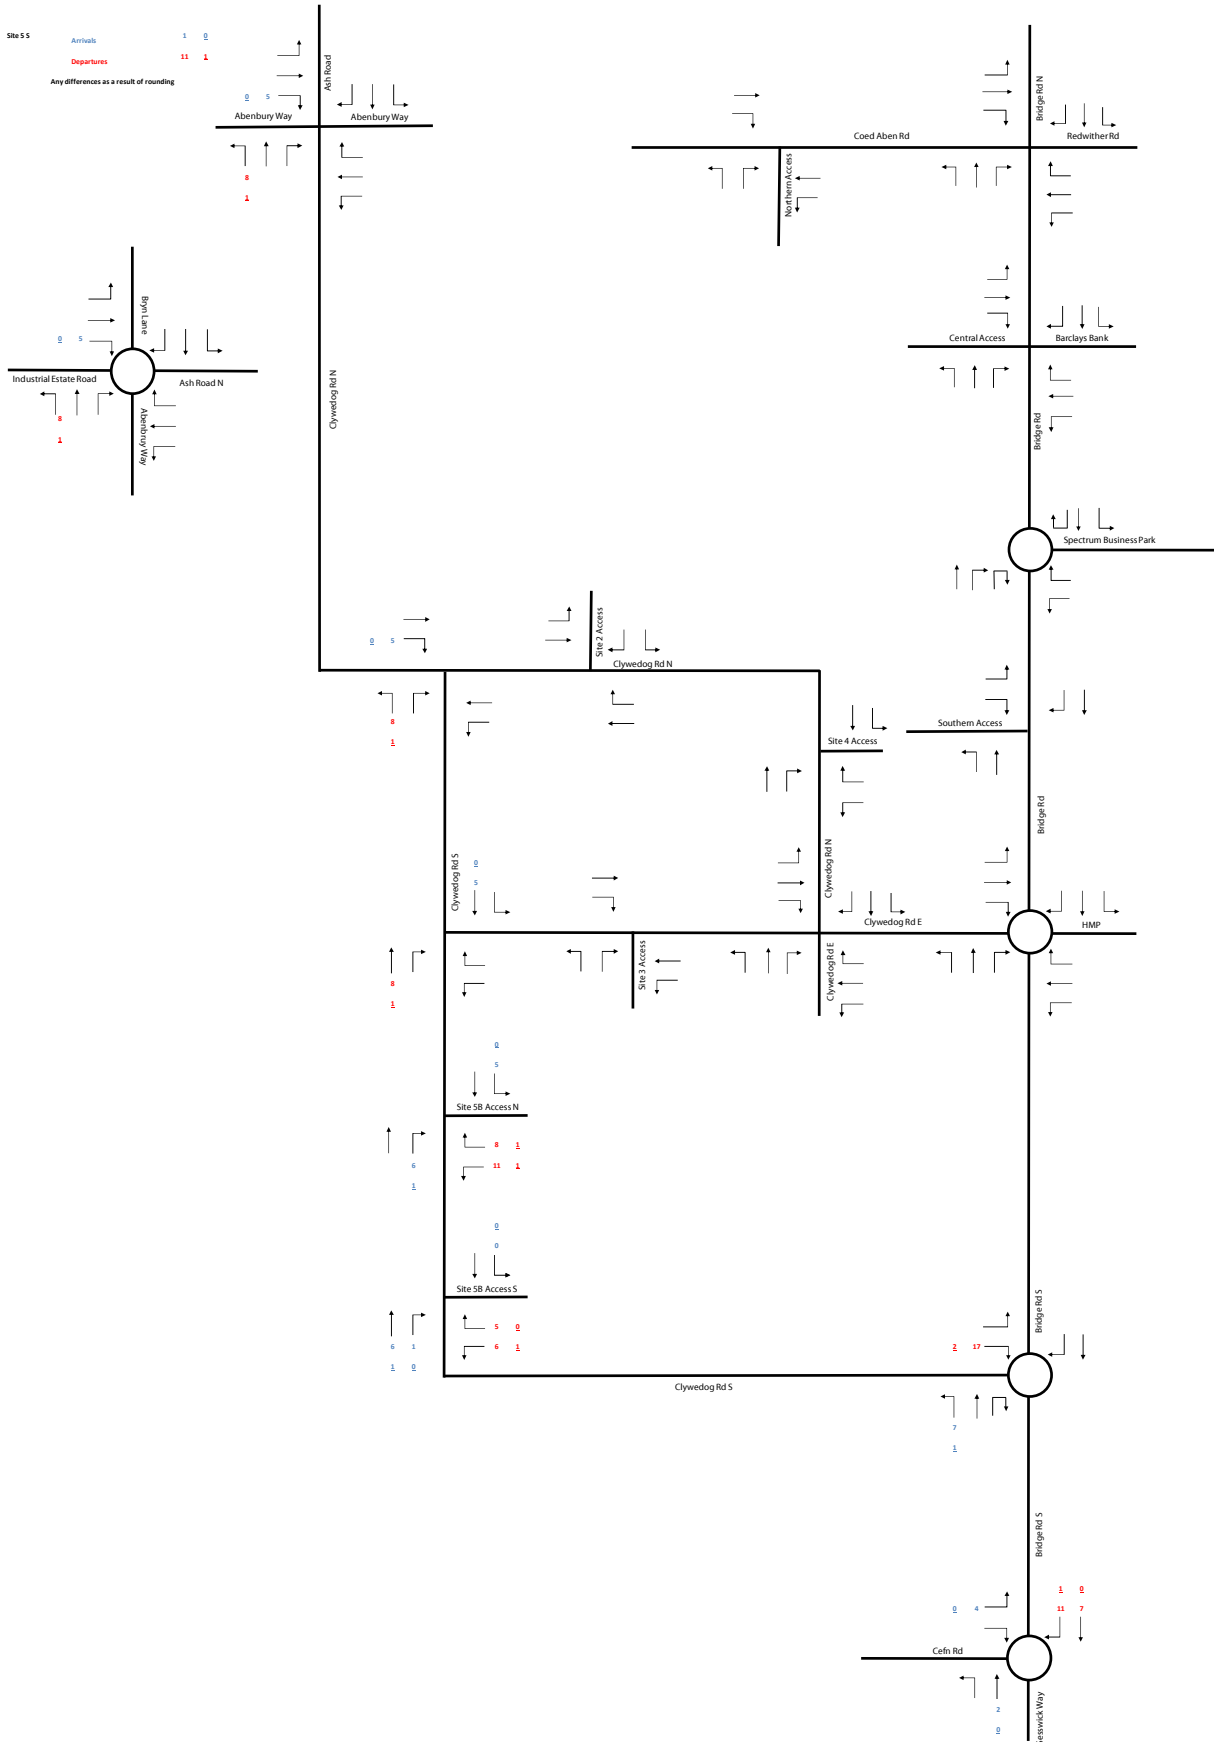 Site 5 S
Arrivals 1 0
Departures 11 1
Any differences as a result of rounding
0 5
Ash Road
Abenbury Way
Abenbury Way
8
1
Bridge Rd N
Coed Aben Rd
Redwither Rd
Northern Access
Bryn Lane
0 5
Industrial Estate Road
Ash Road N
8
1
Abenbruy Way
Clywedog Rd N
Central Access
Barclays Bank
Bridge Rd
Spectrum Business Park
0 5
Site 2 Access
Clywedog Rd N
8
1
Southern Access
Site 4 Access
Bridge Rd
Clywedog Rd S
0
5
Clywedog Rd N
Clywedog Rd E
HMP
8
1
Site 3 Access
Clywedog Rd E
0
5
Site 5B Access N
8 1
6
11 1
1
0
0
Site 5B Access S
5 0
6 1
6 1
1 0
Bridge Rd S
2 17
Clywedog Rd S
7
1
Bridge Rd S
1 0
0 4
11 7
Cefn Rd
2
0